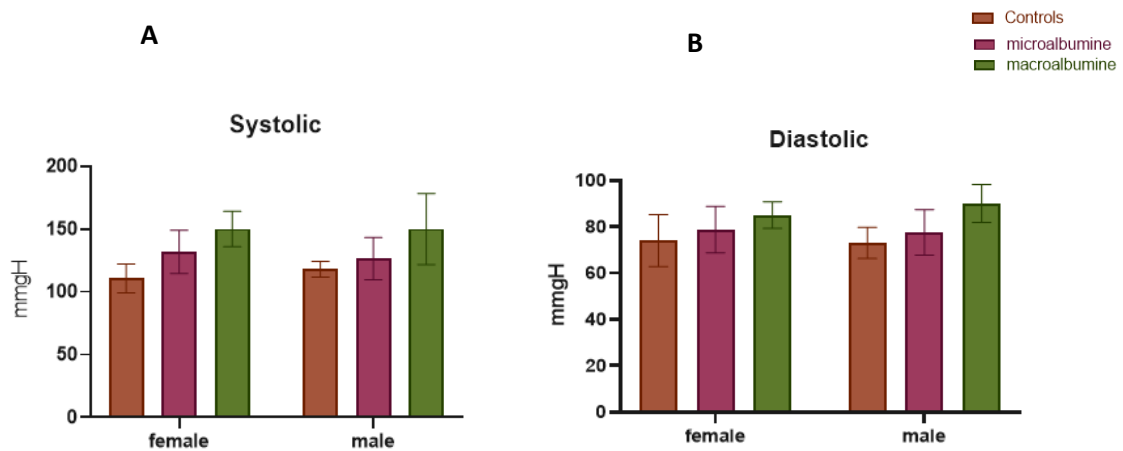 A
B
Controls
microalbumine
macroalbumine
Systolic
mmgH
200
150
100
50
0
female
male
Diastolic
mmgH
100
80
60
40
20
0
female
male